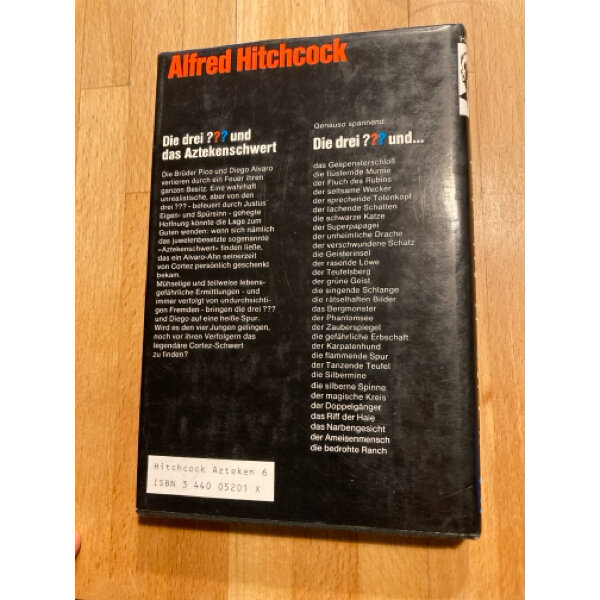 Alfred Hitchcock
Die drei ??? und
das Aztekenschwert
Die Brüder Pico und Diego Alvaro
verlieren durch ein Feuer ihren
ganzen Besitz. Eine wahrhaft
unrealistische, aber von den
drei ??? - befeuert durch Justus'
Eigen- und Spürsinn - gehegte
Hoffnung könnte die Lage zum
Guten wenden: wenn sich nämlich
das juwelenbesetzte sogenannte
»Aztekenschwert« finden ließe,
das ein Alvaro-Ahn seinerzeit
von Cortez persönlich geschenkt
bekam.
Mühselige und teilweise lebens-
gefährliche Ermittlungen - und
immer verfolgt von undurchsichti-
gen Fremden - bringen die drei ???
und Diego auf eine heiße Spur.
Wird es den vier Jungen gelingen,
noch vor ihren Verfolgern das
legendäre Cortez-Schwert
zu finden?
Genauso spannend:
Die drei ??? und...
das Gespensterschloß
die flüsternde Mumie
der Fluch des Rubins
der seltsame Wecker
der sprechende Totenkopf
der lachende Schatten
die schwarze Katze
der Superpapagei
der unheimliche Drache
der verschwundene Schatz
die Geisterinsel
der rasende Löwe
der Teufelsberg
der grüne Geist
die singende Schlange
die rätselhaften Bilder
das Bergmonster
der Phantomsee
der Zauberspiegel
die gefährliche Erbschaft
der Karpatenhund
die flammende Spur
der Tanzende Teufel
die Silbermine
die silberne Spinne
der magische Kreis
der Doppelgänger
das Riff der Haie
das Narbengesicht
der Ameisenmensch
die bedrohte Ranch
Hitchcock Azteken 6
ISBN 3 440 05201 X